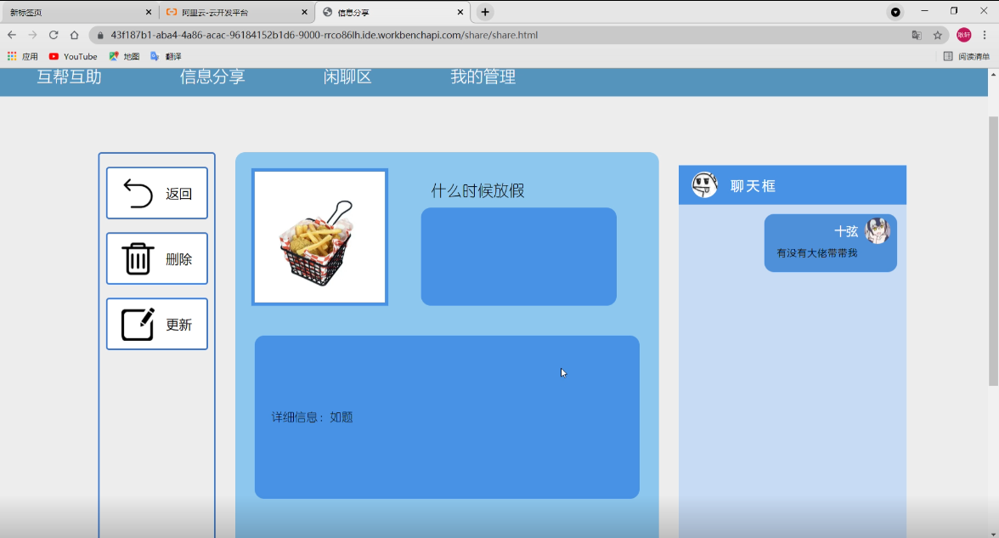 新标签页
阿里云-云开发平台
信息分享
43f187b1-aba4-4a86-acac-96184152b1d6-9000-rrco86lh.ide.workbenchapi.com/share/share.html
耿轩
应用
YouTube
地图
翻译
阅读清单
互帮互助
信息分享
闲聊区
我的管理
返回
删除
更新
什么时候放假
详细信息：如题
聊天框
十弦
有没有大佬带带我